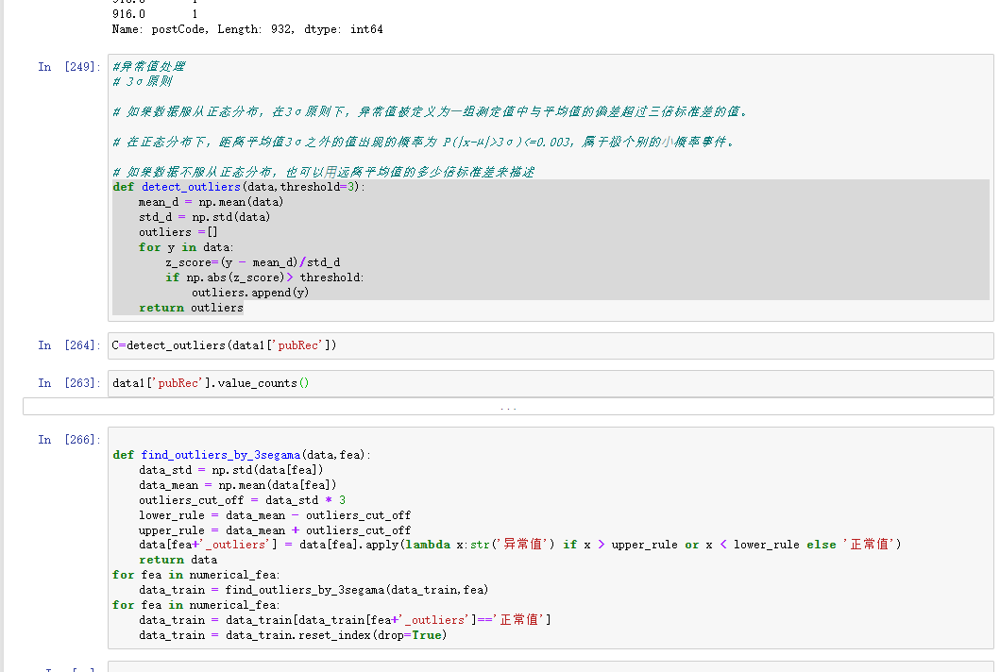 916.0 1
Name: postCode, Length: 932, dtype: int64
In [249]:
#异常值处理
# 3σ原则
# 如果数据服从正态分布，在3σ原则下，异常值被定义为一组测定值中与平均值的偏差超过三倍标准差的值。
# 在正态分布下，距离平均值3σ之外的值出现的概率为 P(|x-μ|>3σ)<=0.003，属于极个别的小概率事件。
# 如果数据不服从正态分布，也可以用远离平均值的多少倍标准差来描述
def detect_outliers(data,threshold=3):
    mean_d = np.mean(data)
    std_d = np.std(data)
    outliers =[]
    for y in data:
        z_score=(y - mean_d)/std_d
        if np.abs(z_score)> threshold:
            outliers.append(y)
    return outliers
In [264]: C=detect_outliers(data1['pubRec'])
In [263]: data1['pubRec'].value_counts()
...
In [266]:
def find_outliers_by_3segama(data,fea):
    data_std = np.std(data[fea])
    data_mean = np.mean(data[fea])
    outliers_cut_off = data_std * 3
    lower_rule = data_mean - outliers_cut_off
    upper_rule = data_mean + outliers_cut_off
    data[fea+'_outliers'] = data[fea].apply(lambda x:str('异常值') if x > upper_rule or x < lower_rule else '正常值')
    return data
for fea in numerical_fea:
    data_train = find_outliers_by_3segama(data_train,fea)
for fea in numerical_fea:
    data_train = data_train[data_train[fea+'_outliers']=='正常值']
    data_train = data_train.reset_index(drop=True)